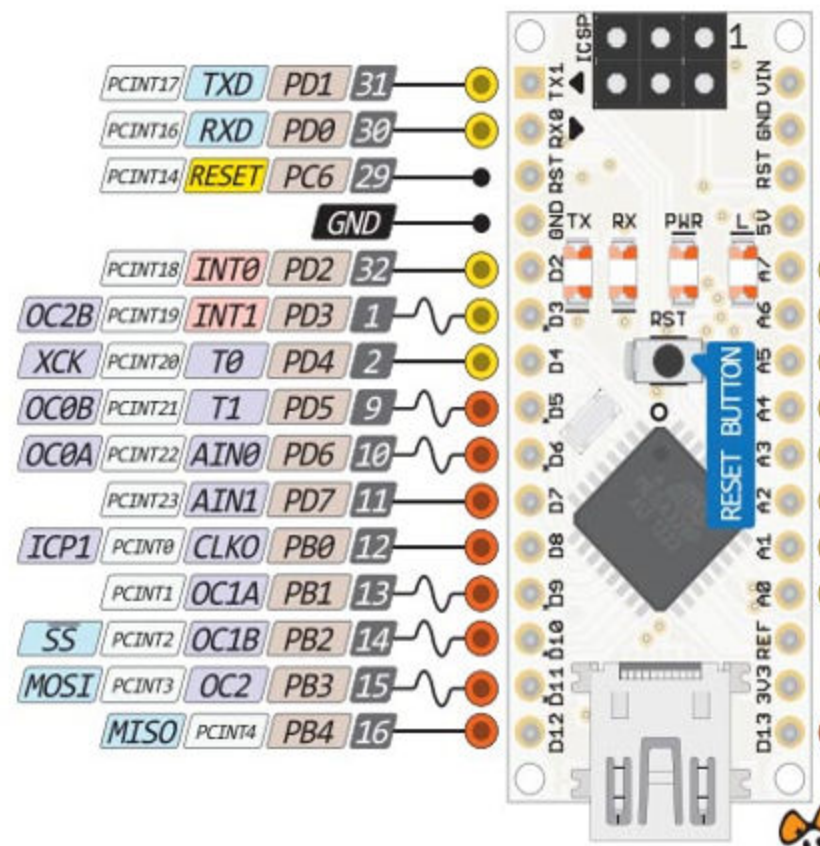 ICSP 1
PCINT17 TXD PD1 31 TX1 VIN
PCINT16 RXD PD0 30 RX0 GND
PCINT14 RESET PC6 29 RST RST
GND GND 5V
TX RX PWR L
PCINT18 INT0 PD2 32 D2 A7
OC2B PCINT19 INT1 PD3 1 D3 A6
RST
XCK PCINT20 T0 PD4 2 D4 A5
OC0B PCINT21 T1 PD5 9 D5 A4
RESET BUTTON
OC0A PCINT22 AIN0 PD6 10 D6 A3
PCINT23 AIN1 PD7 11 D7 A2
ICP1 PCINT0 CLKO PB0 12 D8 A1
PCINT1 OC1A PB1 13 D9 A0
SS PCINT2 OC1B PB2 14 D10 REF
MOSI PCINT3 OC2 PB3 15 D11 3V3
MISO PCINT4 PB4 16 D12 D13